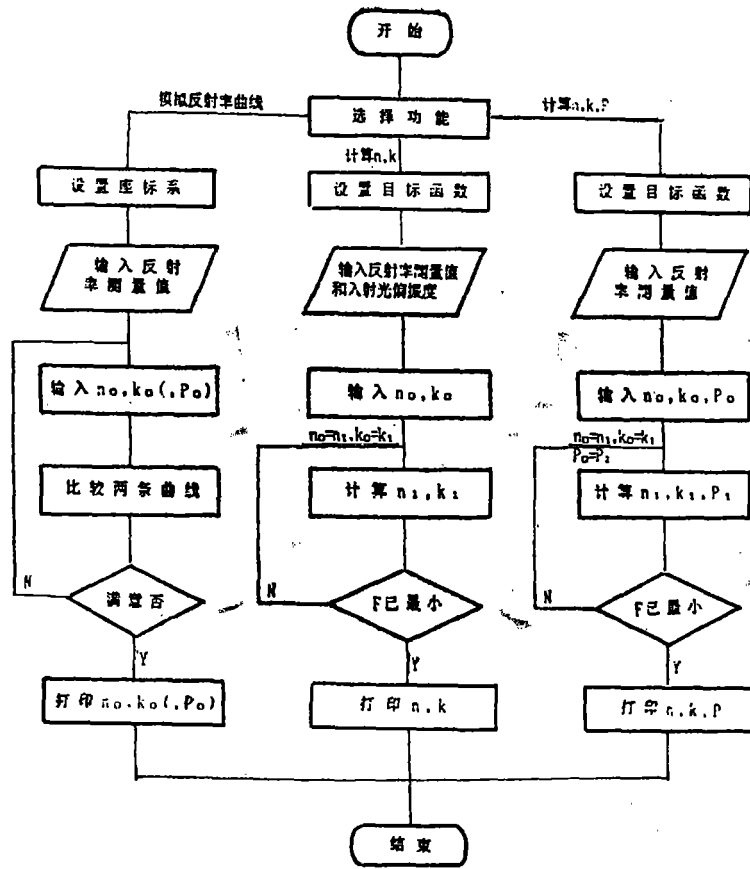 开始
模拟反射率曲线
选择功能
计算n,k,P
计算n,k
设置座标系
设置目标函数
设置目标函数
输入反射
率测量值
输入反射率测量值
和入射光偏振度
输入反射
率测量值
输入n₀,k₀(,P₀)
输入n₀,k₀
输入n₀,k₀,P₀
n₀=n₁,k₀=k₁
n₀=n₁,k₀=k₁
P₀=P₁
比较两条曲线
计算n₁,k₁
计算n₁,k₁,P₁
N
满意否
N
F已最小
N
F已最小
Y
Y
Y
打印n₀,k₀(,P₀)
打印n,k
打印n,k,P
结束